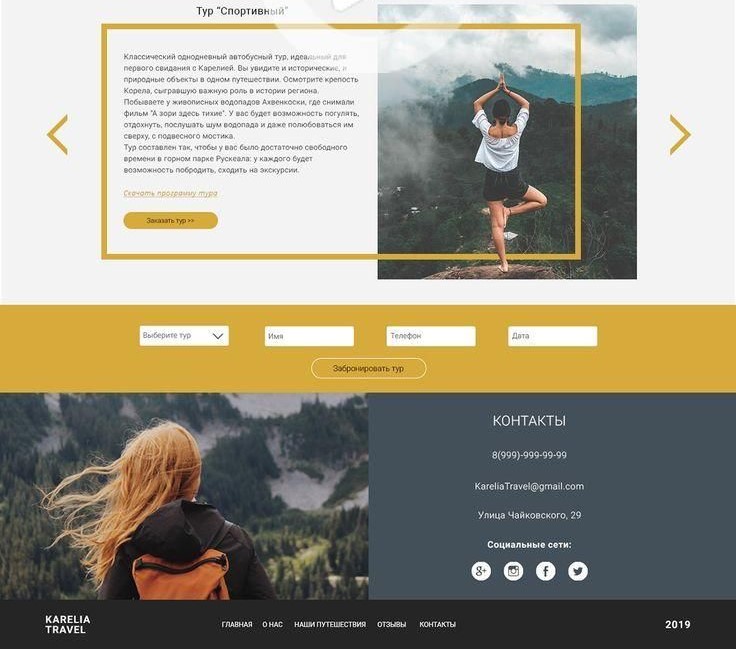 Тур "Спортивный"
Классический однодневный автобусный тур, идеальный для
первого свидания с Карелией. Вы увидите и исторические, и
природные объекты в одном путешествии. Осмотрите крепость
Корела, сыгравшую важную роль в истории региона.
Побываете у живописных водопадов Ахвенкоски, где снимали
фильм "А зори здесь тихие". У вас будет возможность погулять,
отдохнуть, послушать шум водопада и даже полюбоваться им
сверху, с подвесного мостика.
Тур составлен так, чтобы у вас было достаточно свободного
времени в горном парке Рускеала: у каждого будет
возможность побродить, сходить на экскурсии.
Скачать программу тура
Заказать тур >>
Выберите тур
Имя
Телефон
Дата
Забронировать тур
КОНТАКТЫ
8(999)-999-99-99
KareliaTravel@gmail.com
Улица Чайковского, 29
Социальные сети:
g+
f
KARELIA
TRAVEL
ГЛАВНАЯ О НАС НАШИ ПУТЕШЕСТВИЯ ОТЗЫВЫ КОНТАКТЫ
2019